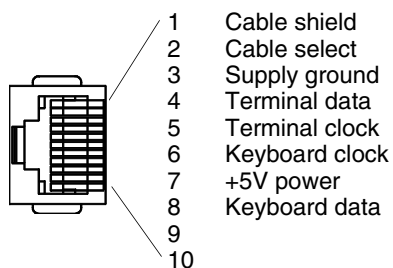 1 Cable shield
2 Cable select
3 Supply ground
4 Terminal data
5 Terminal clock
6 Keyboard clock
7 +5V power
8 Keyboard data
9
10